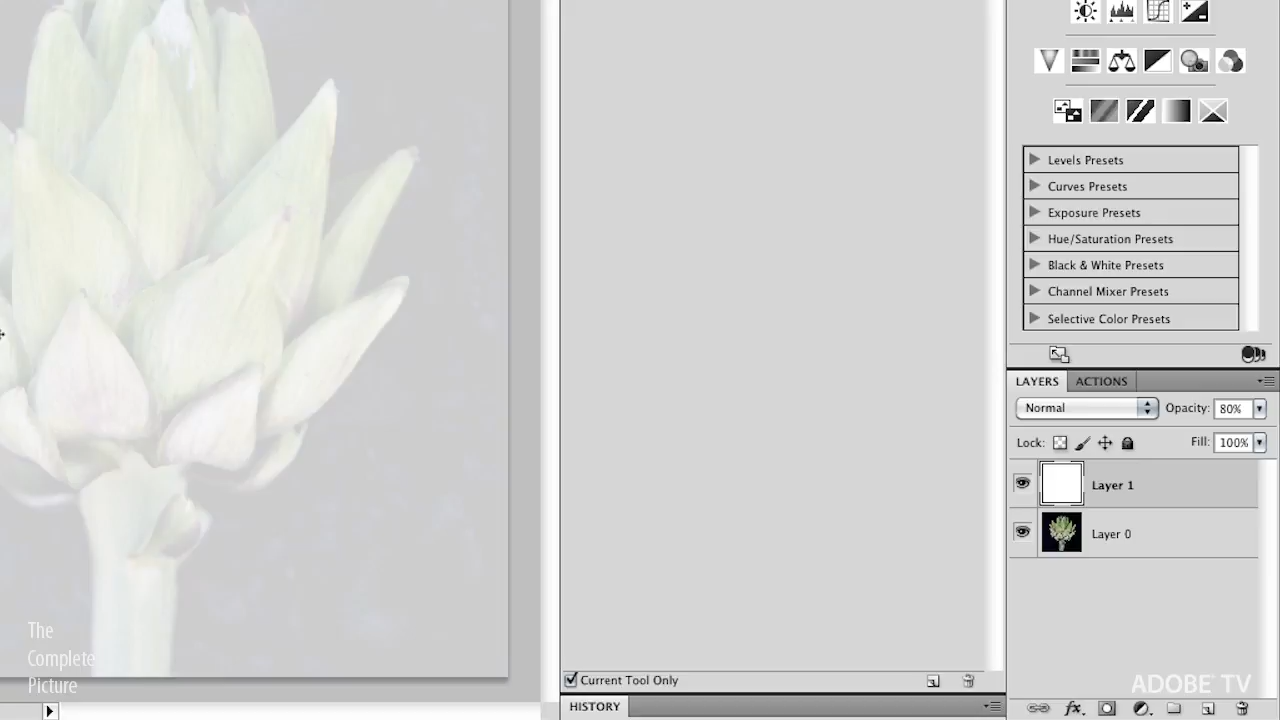 Levels Presets
Curves Presets
Exposure Presets
Hue/Saturation Presets
Black & White Presets
Channel Mixer Presets
Selective Color Presets
LAYERS ACTIONS
Normal Opacity: 80%
Lock: Fill: 100%
Layer 1
Layer 0
The
Complete
Picture
Current Tool Only
ADOBE TV
HISTORY
fx